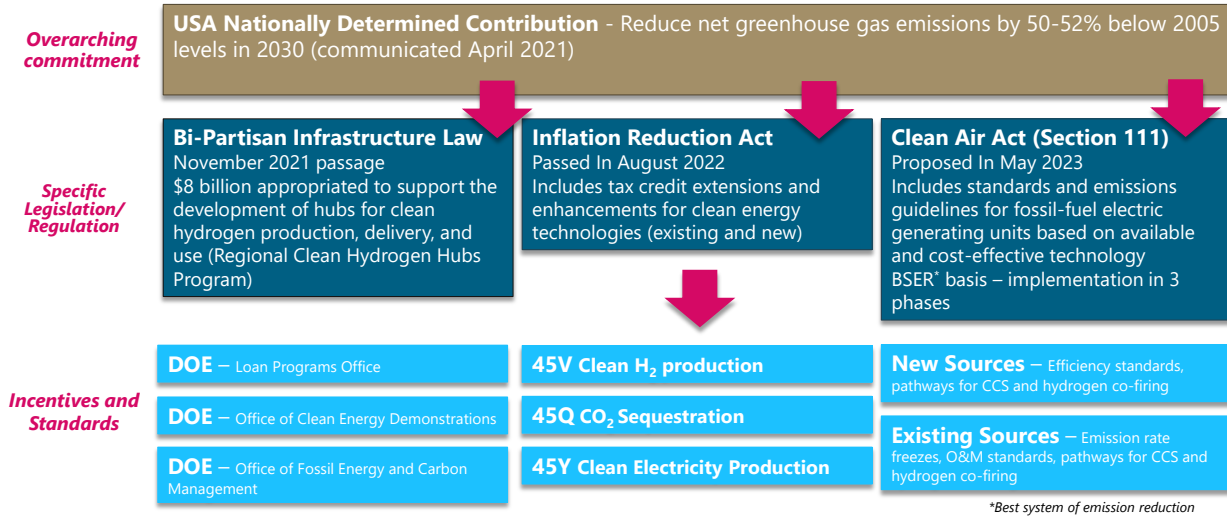 Overarching
commitment
USA Nationally Determined Contribution - Reduce net greenhouse gas emissions by 50-52% below 2005
levels in 2030 (communicated April 2021)
Specific
Legislation/
Regulation
Bi-Partisan Infrastructure Law
November 2021 passage
$8 billion appropriated to support the
development of hubs for clean
hydrogen production, delivery, and
use (Regional Clean Hydrogen Hubs
Program)
Inflation Reduction Act
Passed In August 2022
Includes tax credit extensions and
enhancements for clean energy
technologies (existing and new)
Clean Air Act (Section 111)
Proposed In May 2023
Includes standards and emissions
guidelines for fossil-fuel electric
generating units based on available
and cost-effective technology
BSER* basis – implementation in 3
phases
Incentives and
Standards
DOE – Loan Programs Office
DOE – Office of Clean Energy Demonstrations
DOE – Office of Fossil Energy and Carbon
Management
45V Clean H₂ production
45Q CO₂ Sequestration
45Y Clean Electricity Production
New Sources – Efficiency standards,
pathways for CCS and hydrogen co-firing
Existing Sources – Emission rate
freezes, O&M standards, pathways for CCS and
hydrogen co-firing
*Best system of emission reduction